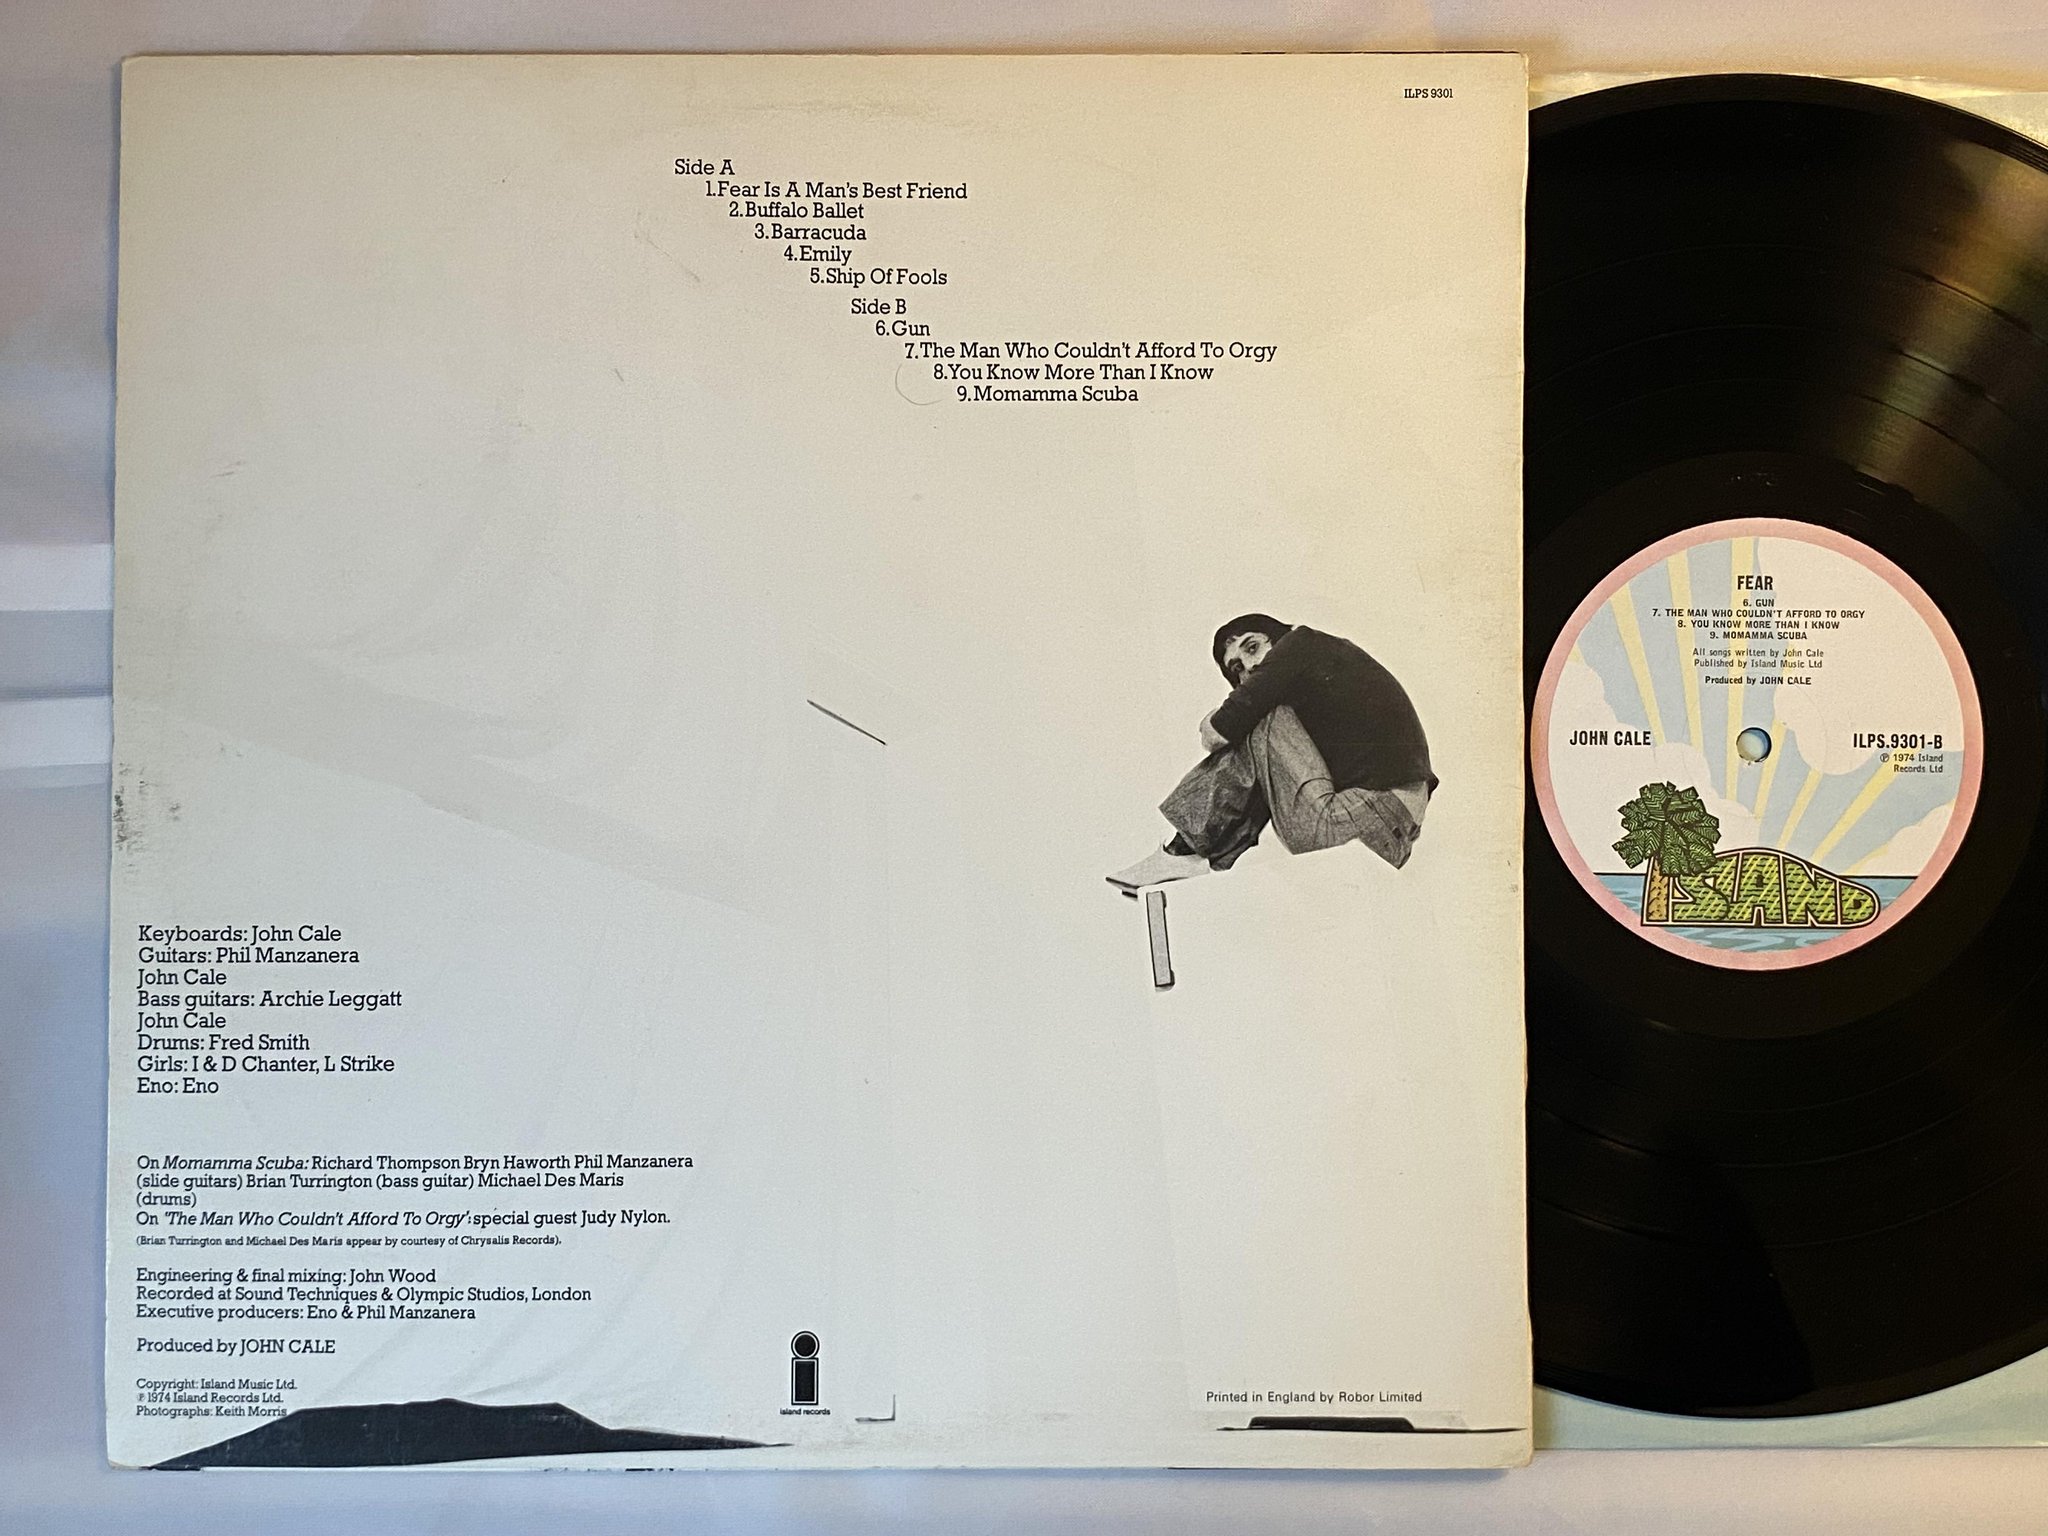 ILPS 9301
Side A
1.Fear Is A Man's Best Friend
2.Buffalo Ballet
3.Barracuda
4.Emily
5.Ship Of Fools
Side B
6.Gun
7.The Man Who Couldn't Afford To Orgy
8.You Know More Than I Know
9.Momamma Scuba
Keyboards: John Cale
Guitars: Phil Manzanera
John Cale
Bass guitars: Archie Leggatt
John Cale
Drums: Fred Smith
Girls: I & D Chanter, L Strike
Eno: Eno
On Momamma Scuba: Richard Thompson Bryn Haworth Phil Manzanera
(slide guitars) Brian Turrington (bass guitar) Michael Des Maris
(drums)
On 'The Man Who Couldn't Afford To Orgy': special guest Judy Nylon.
(Brian Turrington and Michael Des Maris appear by courtesy of Chrysalis Records).
Engineering & final mixing: John Wood
Recorded at Sound Techniques & Olympic Studios, London
Executive producers: Eno & Phil Manzanera
Produced by JOHN CALE
Copyright: Island Music Ltd.
℗ 1974 Island Records Ltd.
Photographs: Keith Morris
island records
Printed in England by Robor Limited
FEAR
6. GUN
7. THE MAN WHO COULDN'T AFFORD TO ORGY
8. YOU KNOW MORE THAN I KNOW
9. MOMAMMA SCUBA
All songs written by John Cale
Published by Island Music Ltd
Produced by JOHN CALE
JOHN CALE
ILPS.9301-B
℗ 1974 Island
Records Ltd
ISLAND